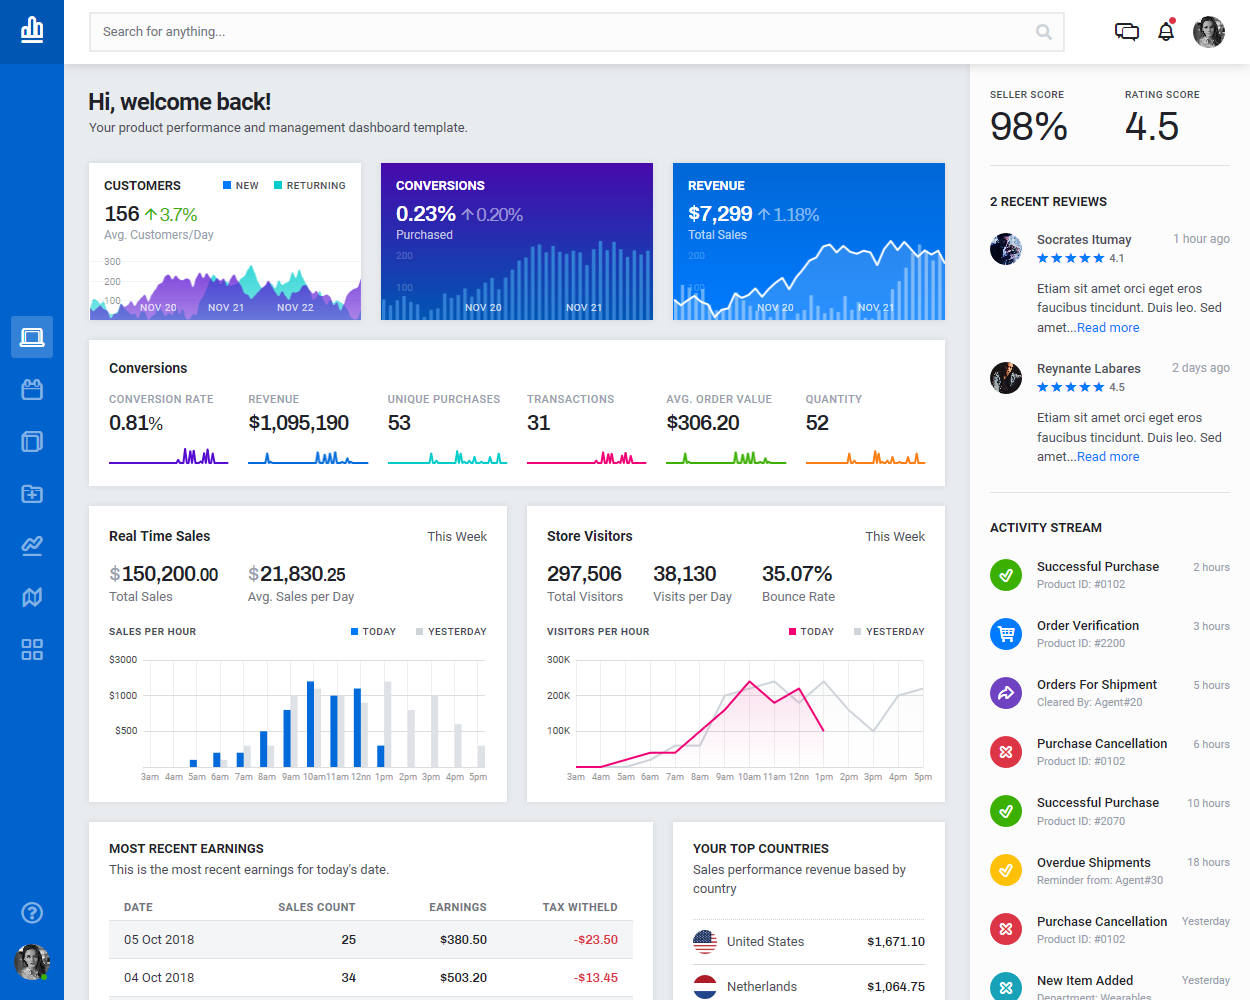 Search for anything...
Hi, welcome back!
Your product performance and management dashboard template.
CUSTOMERS
NEW
RETURNING
156 3.7%
Avg. Customers/Day
300
200
100
NOV 20
NOV 21
NOV 22
CONVERSIONS
0.23% 0.20%
Purchased
200
100
NOV 20
NOV 21
REVENUE
$7,299 1.18%
Total Sales
200
100
NOV 20
NOV 21
Conversions
CONVERSION RATE
0.81%
REVENUE
$1,095,190
UNIQUE PURCHASES
53
TRANSACTIONS
31
AVG. ORDER VALUE
$306.20
QUANTITY
52
Real Time Sales
This Week
$150,200.00
Total Sales
$21,830.25
Avg. Sales per Day
SALES PER HOUR
TODAY
YESTERDAY
$3000
$1000
$500
3am 4am 5am 6am 7am 8am 9am 10am 11am 12nn 1pm 2pm 3pm 4pm 5pm
Store Visitors
This Week
297,506
Total Visitors
38,130
Visits per Day
35.07%
Bounce Rate
VISITORS PER HOUR
TODAY
YESTERDAY
300K
200K
100K
3am 4am 5am 6am 7am 8am 9am 10am 11am 12nn 1pm 2pm 3pm 4pm 5pm
MOST RECENT EARNINGS
This is the most recent earnings for today's date.
DATE SALES COUNT EARNINGS TAX WITHELD
05 Oct 2018 25 $380.50 -$23.50
04 Oct 2018 34 $503.20 -$13.45
YOUR TOP COUNTRIES
Sales performance revenue based by
country
United States $1,671.10
Netherlands $1,064.75
SELLER SCORE
98%
RATING SCORE
4.5
2 RECENT REVIEWS
Socrates Itumay 1 hour ago
4.1
Etiam sit amet orci eget eros
faucibus tincidunt. Duis leo. Sed
amet...Read more
Reynante Labares 2 days ago
4.5
Etiam sit amet orci eget eros
faucibus tincidunt. Duis leo. Sed
amet...Read more
ACTIVITY STREAM
Successful Purchase 2 hours
Product ID: #0102
Order Verification 3 hours
Product ID: #2200
Orders For Shipment 5 hours
Cleared By: Agent#20
Purchase Cancellation 6 hours
Product ID: #0102
Successful Purchase 10 hours
Product ID: #2070
Overdue Shipments 18 hours
Reminder from: Agent#30
Purchase Cancellation Yesterday
Product ID: #0102
New Item Added Yesterday
Department: Wearables